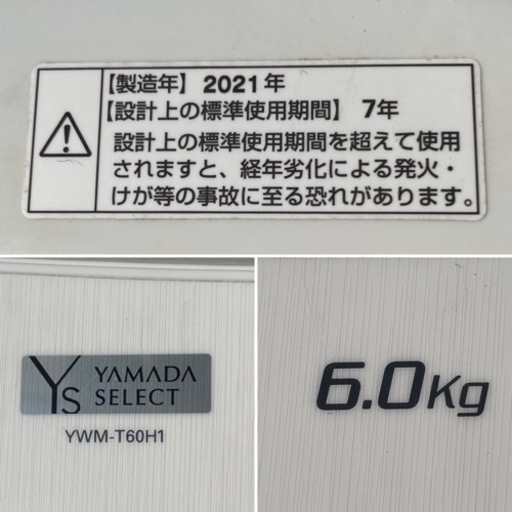 【製造年】 2021年
【設計上の標準使用期間】 7年
設計上の標準使用期間を超えて使用
されますと、経年劣化による発火・
けが等の事故に至る恐れがあります。
YS YAMADA
SELECT
YWM-T60H1
6.0Kg